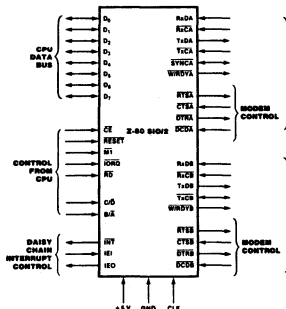 CPU
DATA
BUS
D0
D1
D2
D3
D4
D5
D6
D7
CONTROL
FROM
CPU
CE
RESET
M1
IORQ
RD
C/D
B/A
DAISY
CHAIN
INTERRUPT
CONTROL
INT
IEI
IEO
Z-80 SIO/2
RxDA
RxCA
TxDA
TxCA
SYNCA
W/RDYA
RTSA
CTSA
DTRA
DCDA
MODEM
CONTROL
RxDB
RxCB
TxDB
TxCB
W/RDYB
RTSB
CTSB
DTRB
DCDB
MODEM
CONTROL
+5V GND CLK